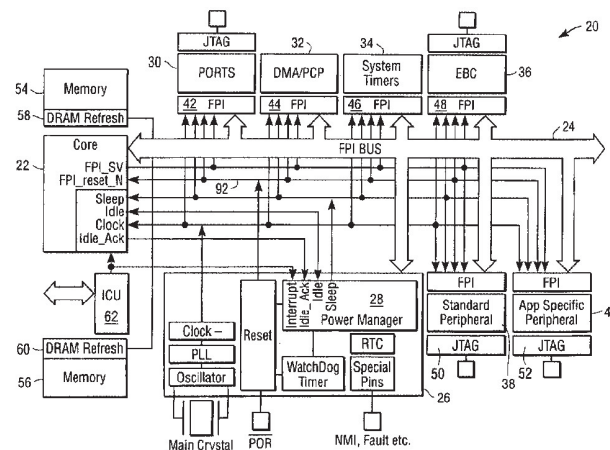 JTAG
JTAG
20
30
32
34
36
54
Memory
PORTS
DMA/PCP
System
Timers
EBC
58
DRAM Refresh
42 FPI
44 FPI
46 FPI
48 FPI
22
Core
24
FPI BUS
FPI_SV
FPI_reset_N
92
Sleep
Idle
Clock
Idle_Ack
ICU
62
Interrupt
Idle_Ack
Idle
Sleep
28
Power Manager
FPI
FPI
Standard
Peripheral
App Specific
Peripheral
4
Clock –
PLL
Oscillator
Reset
RTC
WatchDog
Timer
Special
Pins
60
DRAM Refresh
56
Memory
JTAG
JTAG
50
38
52
26
Main Crystal
POR
NMI, Fault etc.